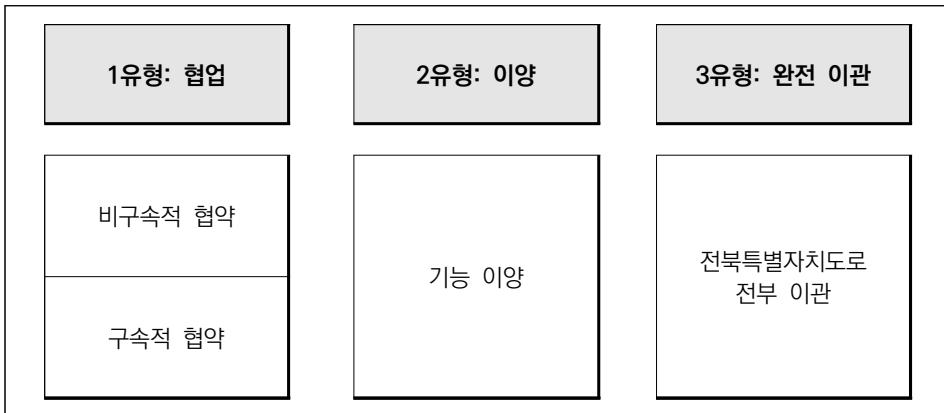 1유형: 협업
2유형: 이양
3유형: 완전 이관
비구속적 협약
구속적 협약
기능 이양
전북특별자치도로
전부 이관